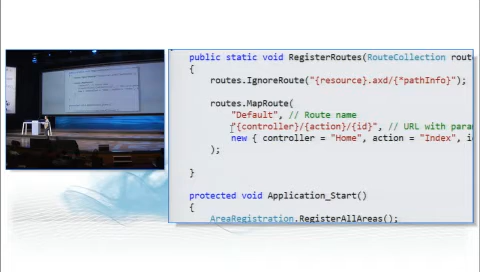 public static void RegisterRoutes(RouteCollection rout
{
routes.IgnoreRoute("{resource}.axd/{*pathInfo}");
routes.MapRoute(
"Default", // Route name
"{controller}/{action}/{id}", // URL with para
new { controller = "Home", action = "Index", i
);
}
protected void Application_Start()
{
AreaRegistration.RegisterAllAreas();